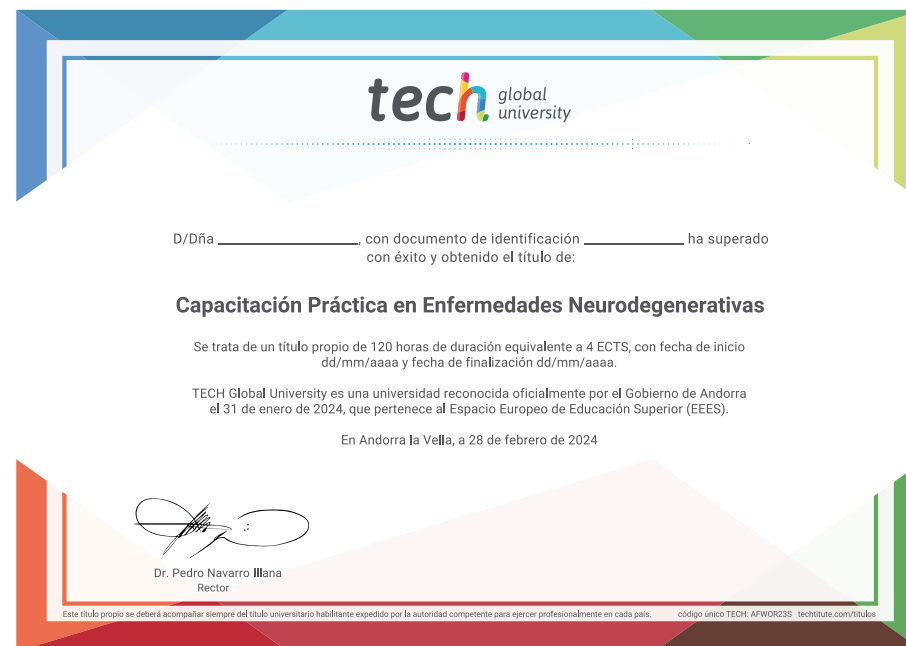 tech global university
D/Dña ____________________, con documento de identificación ______________ ha superado
con éxito y obtenido el título de:
Capacitación Práctica en Enfermedades Neurodegenerativas
Se trata de un título propio de 120 horas de duración equivalente a 4 ECTS, con fecha de inicio
dd/mm/aaaa y fecha de finalización dd/mm/aaaa.
TECH Global University es una universidad reconocida oficialmente por el Gobierno de Andorra
el 31 de enero de 2024, que pertenece al Espacio Europeo de Educación Superior (EEES).
En Andorra la Vella, a 28 de febrero de 2024
Dr. Pedro Navarro Illana
Rector
Este título propio se deberá acompañar siempre del título universitario habilitante expedido por la autoridad competente para ejercer profesionalmente en cada país. código único TECH: AFWOR23S techtitute.com/titulos